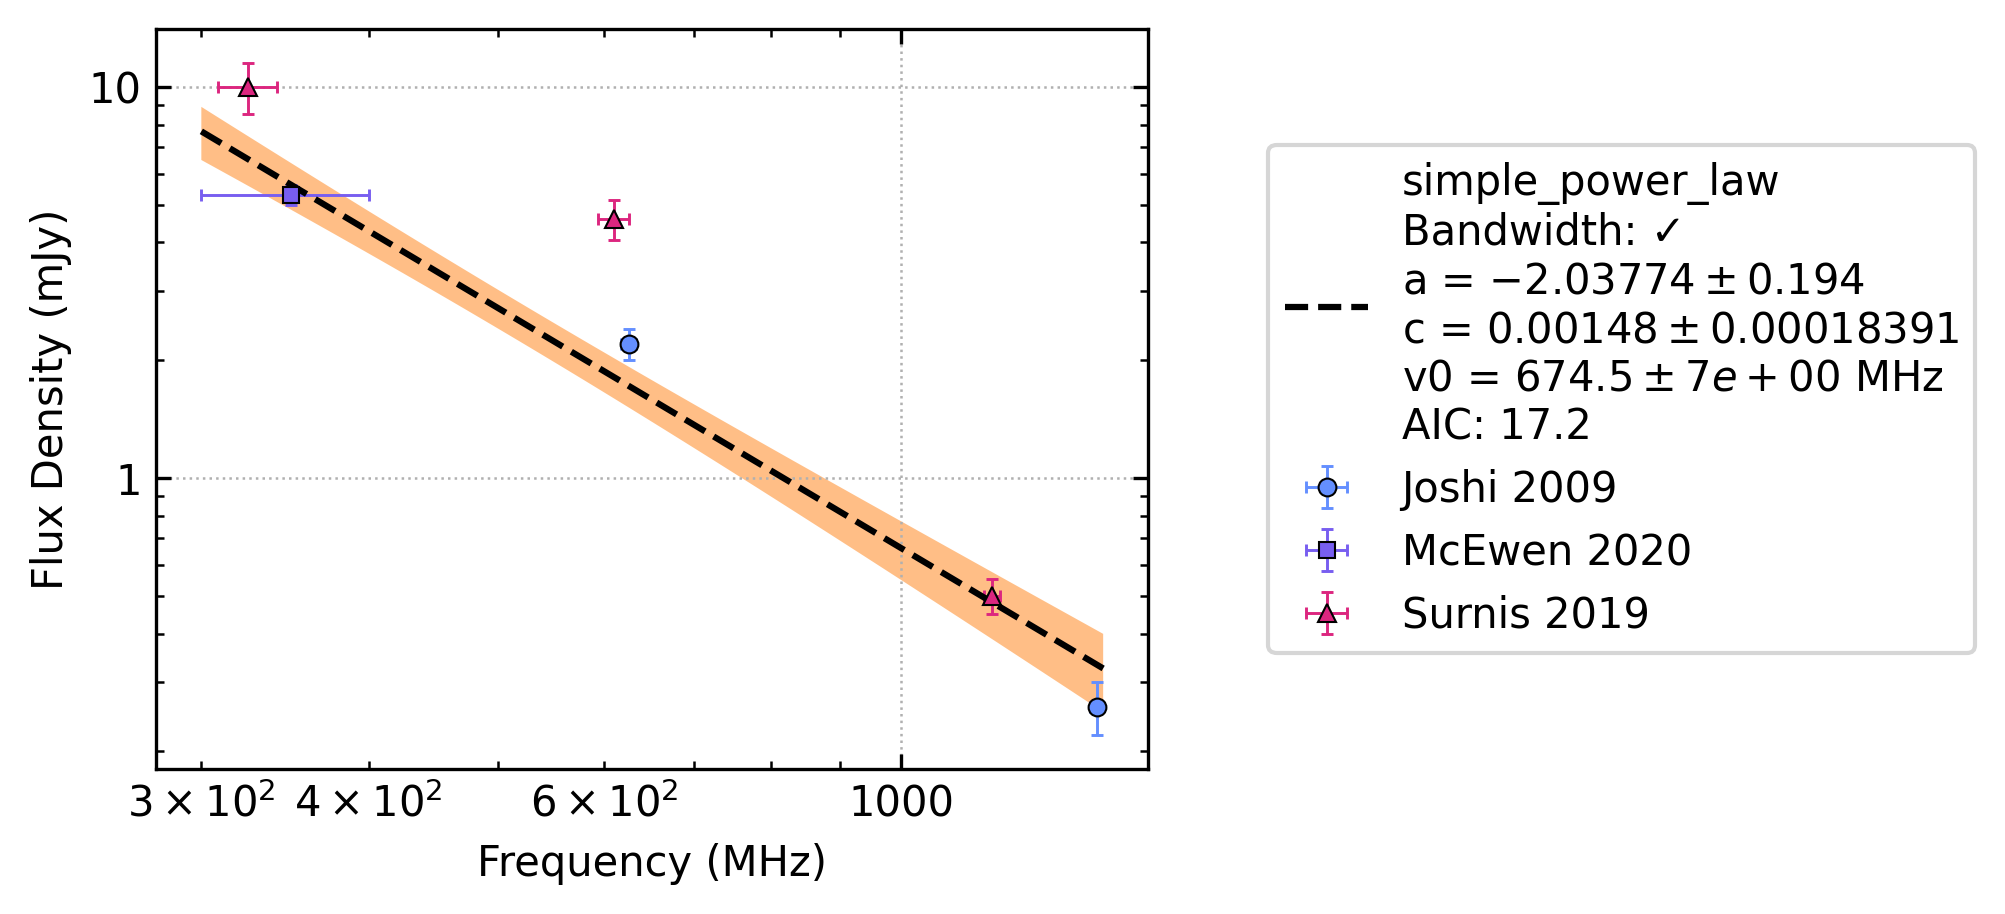 10
1
Flux Density (mJy)
3 × 10² 4 × 10² 6 × 10² 1000
Frequency (MHz)
simple_power_law
Bandwidth: ✓
a = −2.03774 ± 0.194
c = 0.00148 ± 0.00018391
v0 = 674.5 ± 7e + 00 MHz
AIC: 17.2
Joshi 2009
McEwen 2020
Surnis 2019